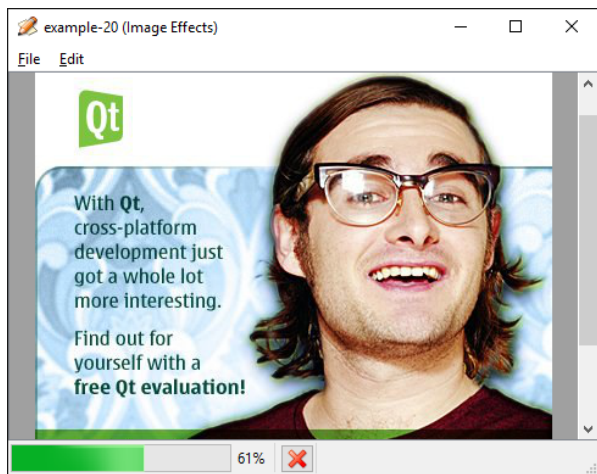 example-20 (Image Effects)
File Edit
Qt
With Qt,
cross-platform
development just
got a whole lot
more interesting.
Find out for
yourself with a
free Qt evaluation!
61%